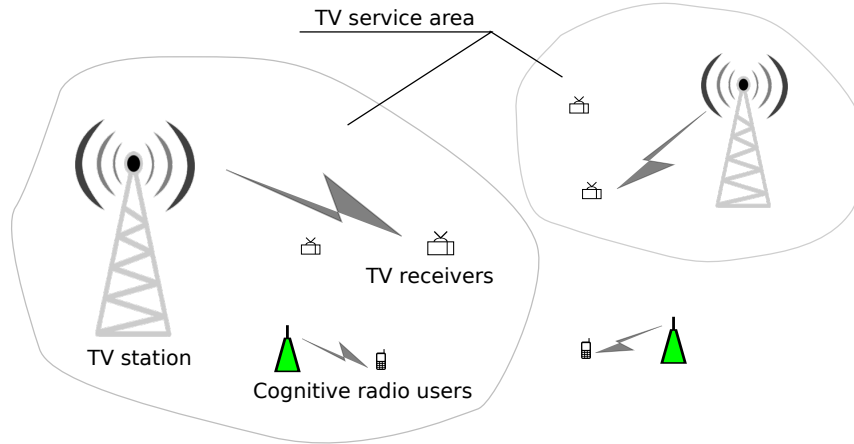 TV service area
TV receivers
TV station
Cognitive radio users